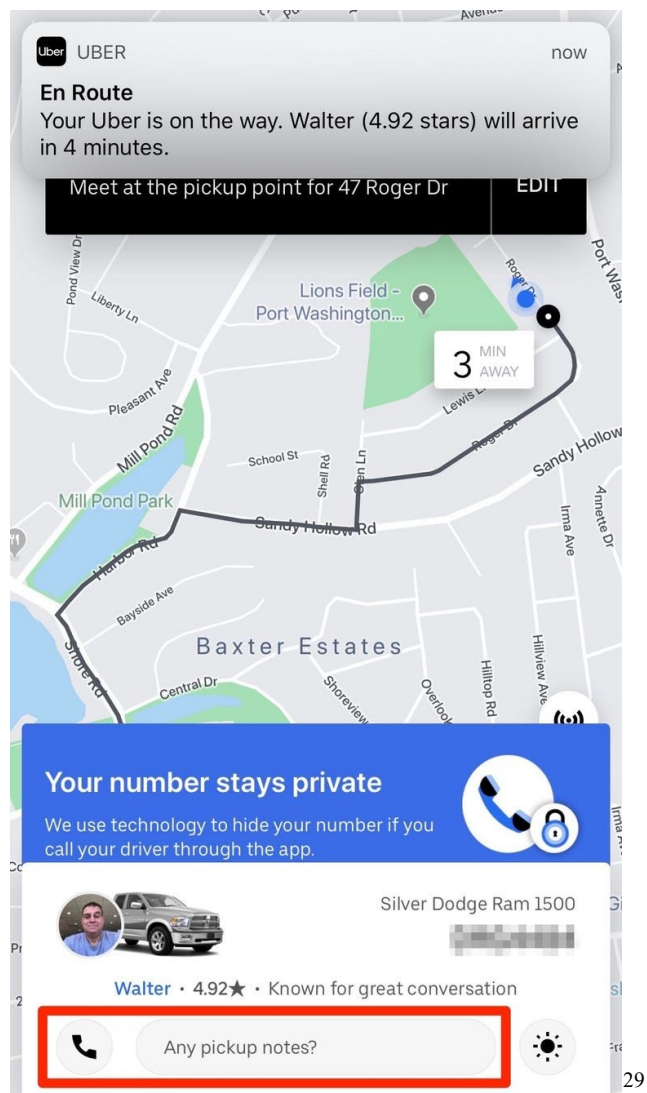 Avenue
Uber UBER now
En Route
Your Uber is on the way. Walter (4.92 stars) will arrive
in 4 minutes.
Meet at the pickup point for 47 Roger Dr EDIT
Pond View Dr
Liberty Ln
Roger Dr
Port Was
Lions Field -
Port Washington...
3 MIN
AWAY
Pleasant Ave
Lewis L
Mill Pond Rd
Roger Dr
Sandy Hollow
School St
Shell Rd
Glen Ln
Mill Pond Park
Sandy Hollow Rd
Irma Ave
Annette Dr
Harbor Rd
Bayside Ave
Baxter Estates
Shore Rd
Central Dr
Shoreview
Overlook
Hilltop Rd
Hillview Ave
Your number stays private
We use technology to hide your number if you
call your driver through the app.
Irma
Silver Dodge Ram 1500
Walter • 4.92★ • Known for great conversation
Any pickup notes?
29